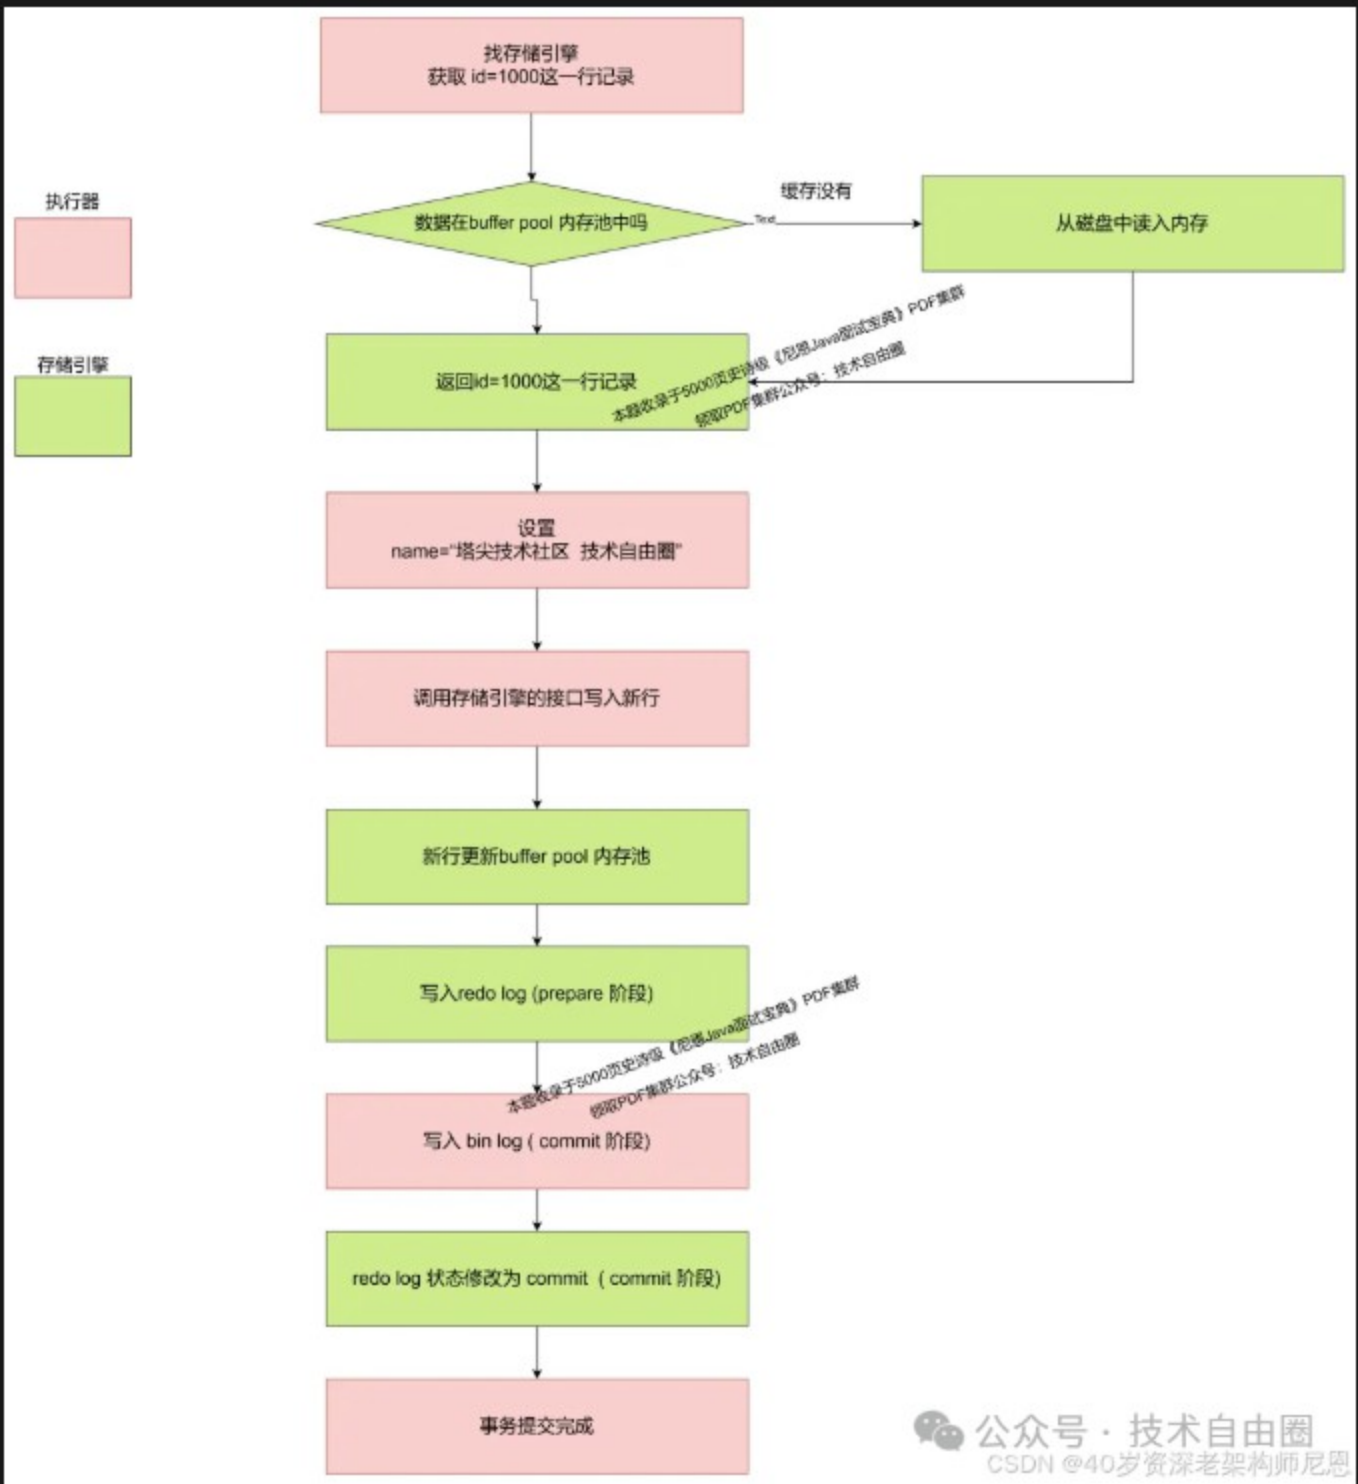 找存储引擎
获取 id=1000这一行记录
执行器
数据在buffer pool 内存池中吗
Text
缓存没有
从磁盘中读入内存
存储引擎
返回id=1000这一行记录
本题收录于5000页史诗级《尼恩Java面试宝典》PDF集群
领取PDF集群公众号：技术自由圈
设置
name=“塔尖技术社区 技术自由圈”
调用存储引擎的接口写入新行
新行更新buffer pool 内存池
写入redo log (prepare 阶段)
本题收录于5000页史诗级《尼恩Java面试宝典》PDF集群
领取PDF集群公众号：技术自由圈
写入 bin log ( commit 阶段)
redo log 状态修改为 commit ( commit 阶段)
事务提交完成
公众号 · 技术自由圈
CSDN @40岁资深老架构师尼恩